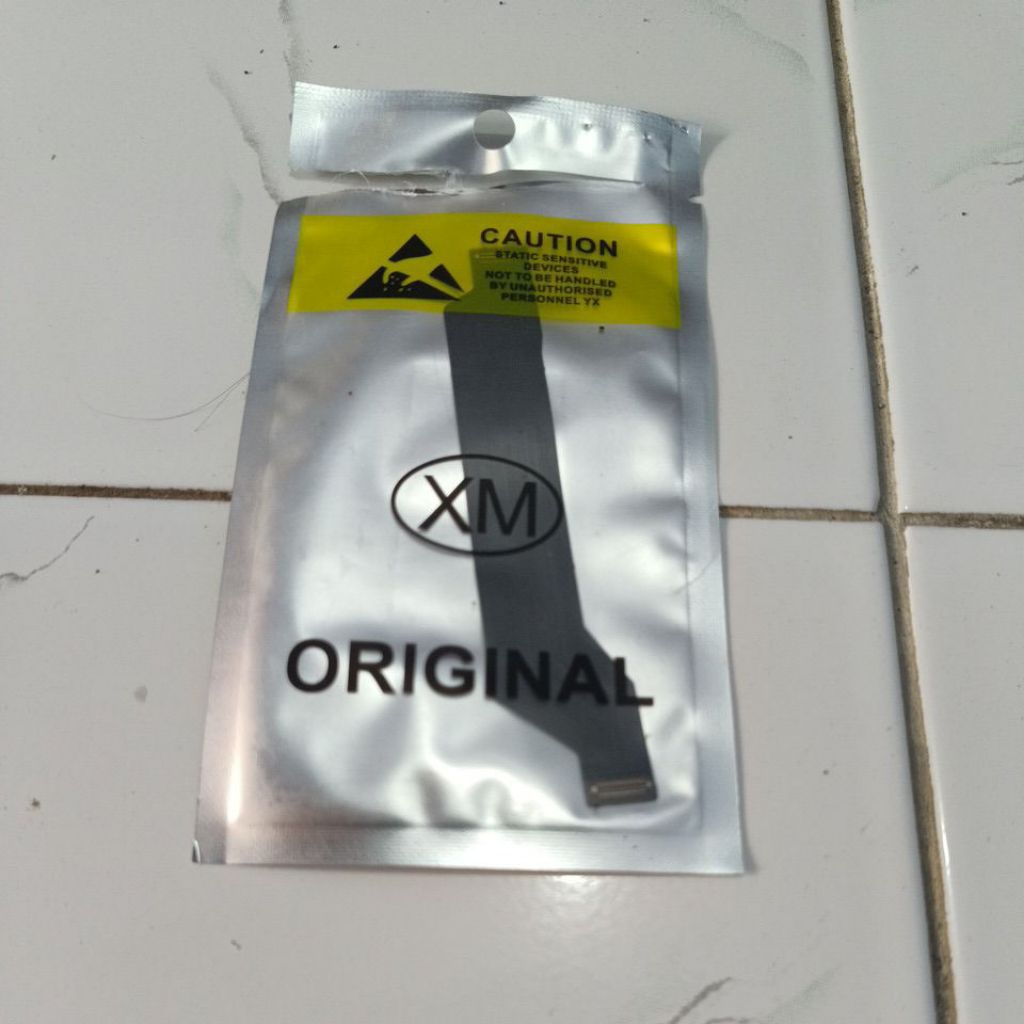 CAUTION
STATIC SENSITIVE
DEVICES
NOT TO BE HANDLED
BY UNAUTHORISED
PERSONNEL YX
XM
ORIGINAL